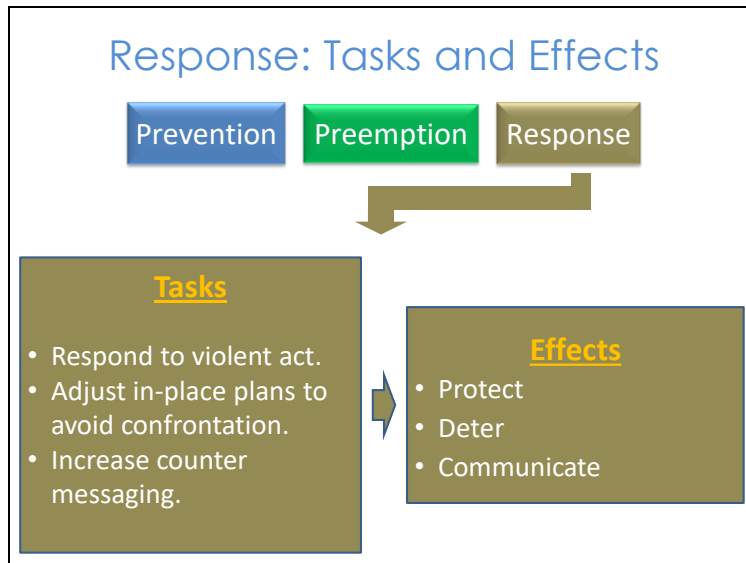 Response: Tasks and Effects
Prevention
Preemption
Response
Tasks
• Respond to violent act.
• Adjust in-place plans to
avoid confrontation.
• Increase counter
messaging.
Effects
• Protect
• Deter
• Communicate